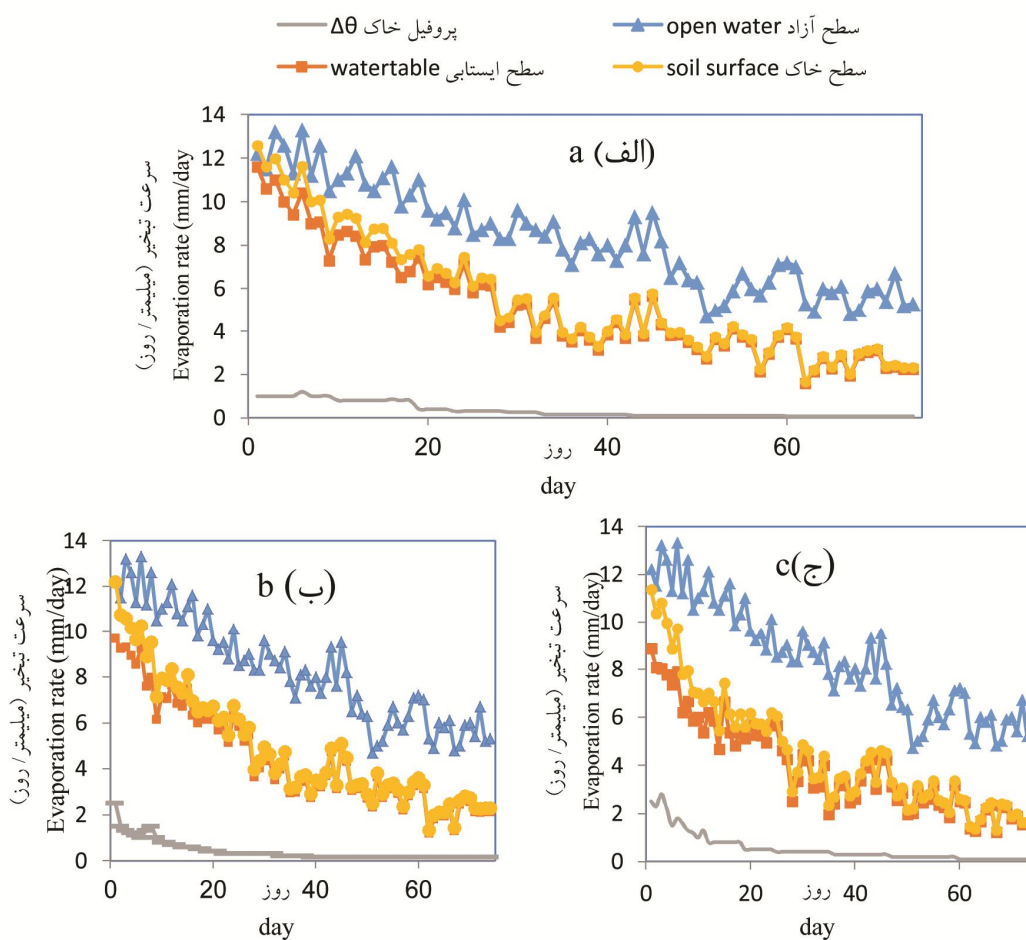 پروفیل خاک Δθ
open water سطح آزاد
watertable سطح ایستابی
soil surface سطح خاک
a (الف)
سرعت تبخیر (میلیمتر / روز)
Evaporation rate (mm/day)
14
12
10
8
6
4
2
0
0 20 40 60
روز
day
b (ب)
سرعت تبخیر (میلیمتر / روز)
Evaporation rate (mm/day)
14
12
10
8
6
4
2
0
0 20 40 60
روز
day
c(ج)
سرعت تبخیر (میلیمتر / روز)
Evaporation rate (mm/day)
14
12
10
8
6
4
2
0
0 20 40 60
روز
day